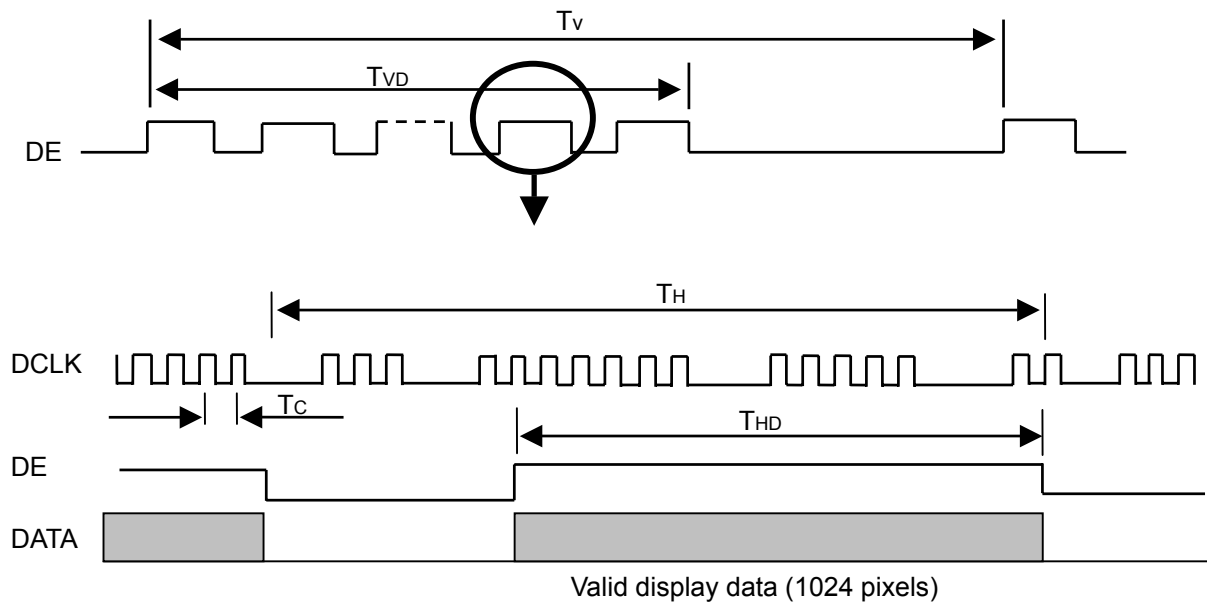 Tv
TVD
DE
TH
DCLK
TC
THD
DE
DATA
Valid display data (1024 pixels)